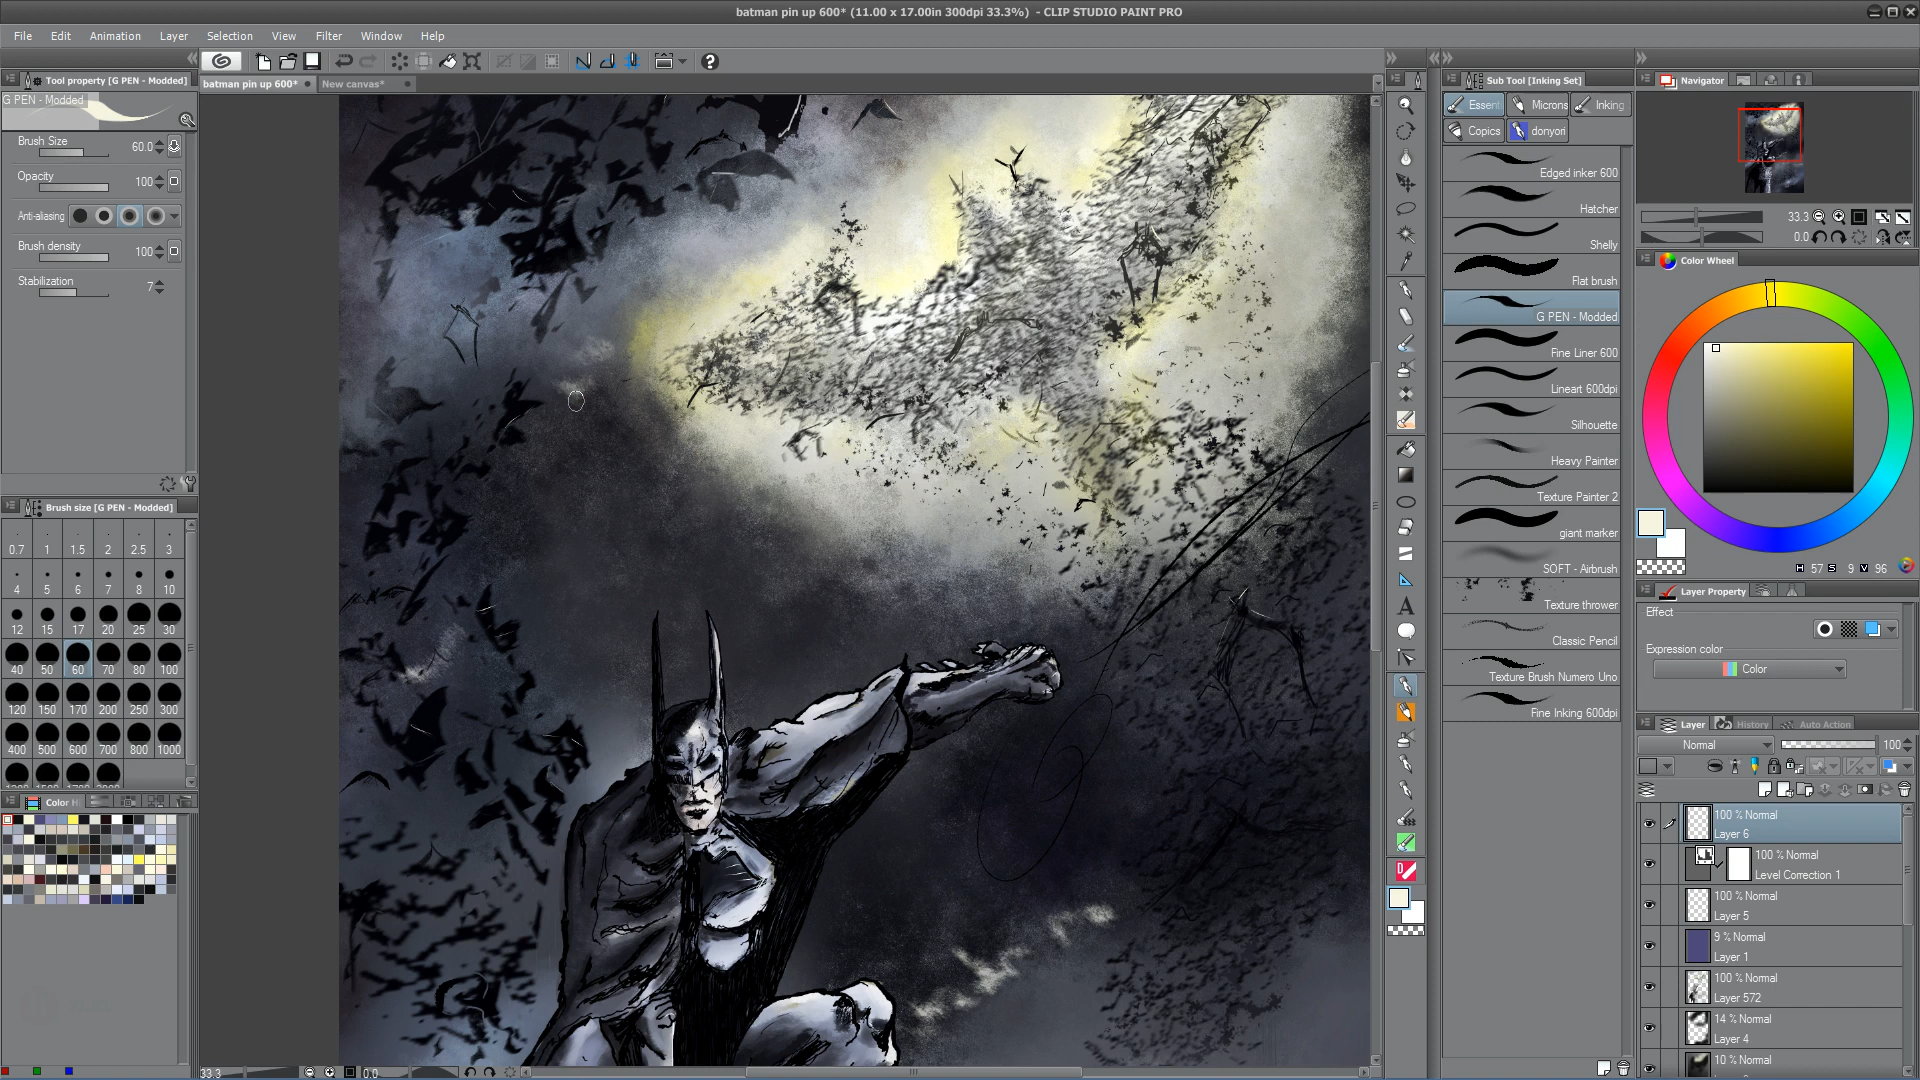 batman pin up 600* (11.00 x 17.00in 300dpi 33.3%) - CLIP STUDIO PAINT PRO
File Edit Animation Layer Selection View Filter Window Help
Tool property [G PEN - Modded]
G PEN - Modded
Brush Size 60.0
Opacity 100
Anti-aliasing
Brush density 100
Stabilization 7
Brush size [G PEN - Modded]
0.7 1 1.5 2 2.5 3
4 5 6 7 8 10
12 15 17 20 25 30
40 50 60 70 80 100
120 150 170 200 250 300
400 500 600 700 800 1000
Color H
batman pin up 600* New canvas*
33.3 0.0
Sub Tool [Inking Set]
Essent Microns Inking
Copics donyori
Edged inker 600
Hatcher
Shelly
Flat brush
G PEN - Modded
Fine Liner 600
Lineart 600dpi
Silhouette
Heavy Painter
Texture Painter 2
giant marker
SOFT - Airbrush
Texture thrower
Classic Pencil
Texture Brush Numero Uno
Fine Inking 600dpi
Navigator
33.3
0.0
Color Wheel
H 57 S 9 V 96
Layer Property
Effect
Expression color
Color
Layer History Auto Action
Normal 100
100 % Normal
Layer 6
100 % Normal
Level Correction 1
100 % Normal
Layer 5
9 % Normal
Layer 1
100 % Normal
Layer 572
14 % Normal
Layer 4
10 % Normal